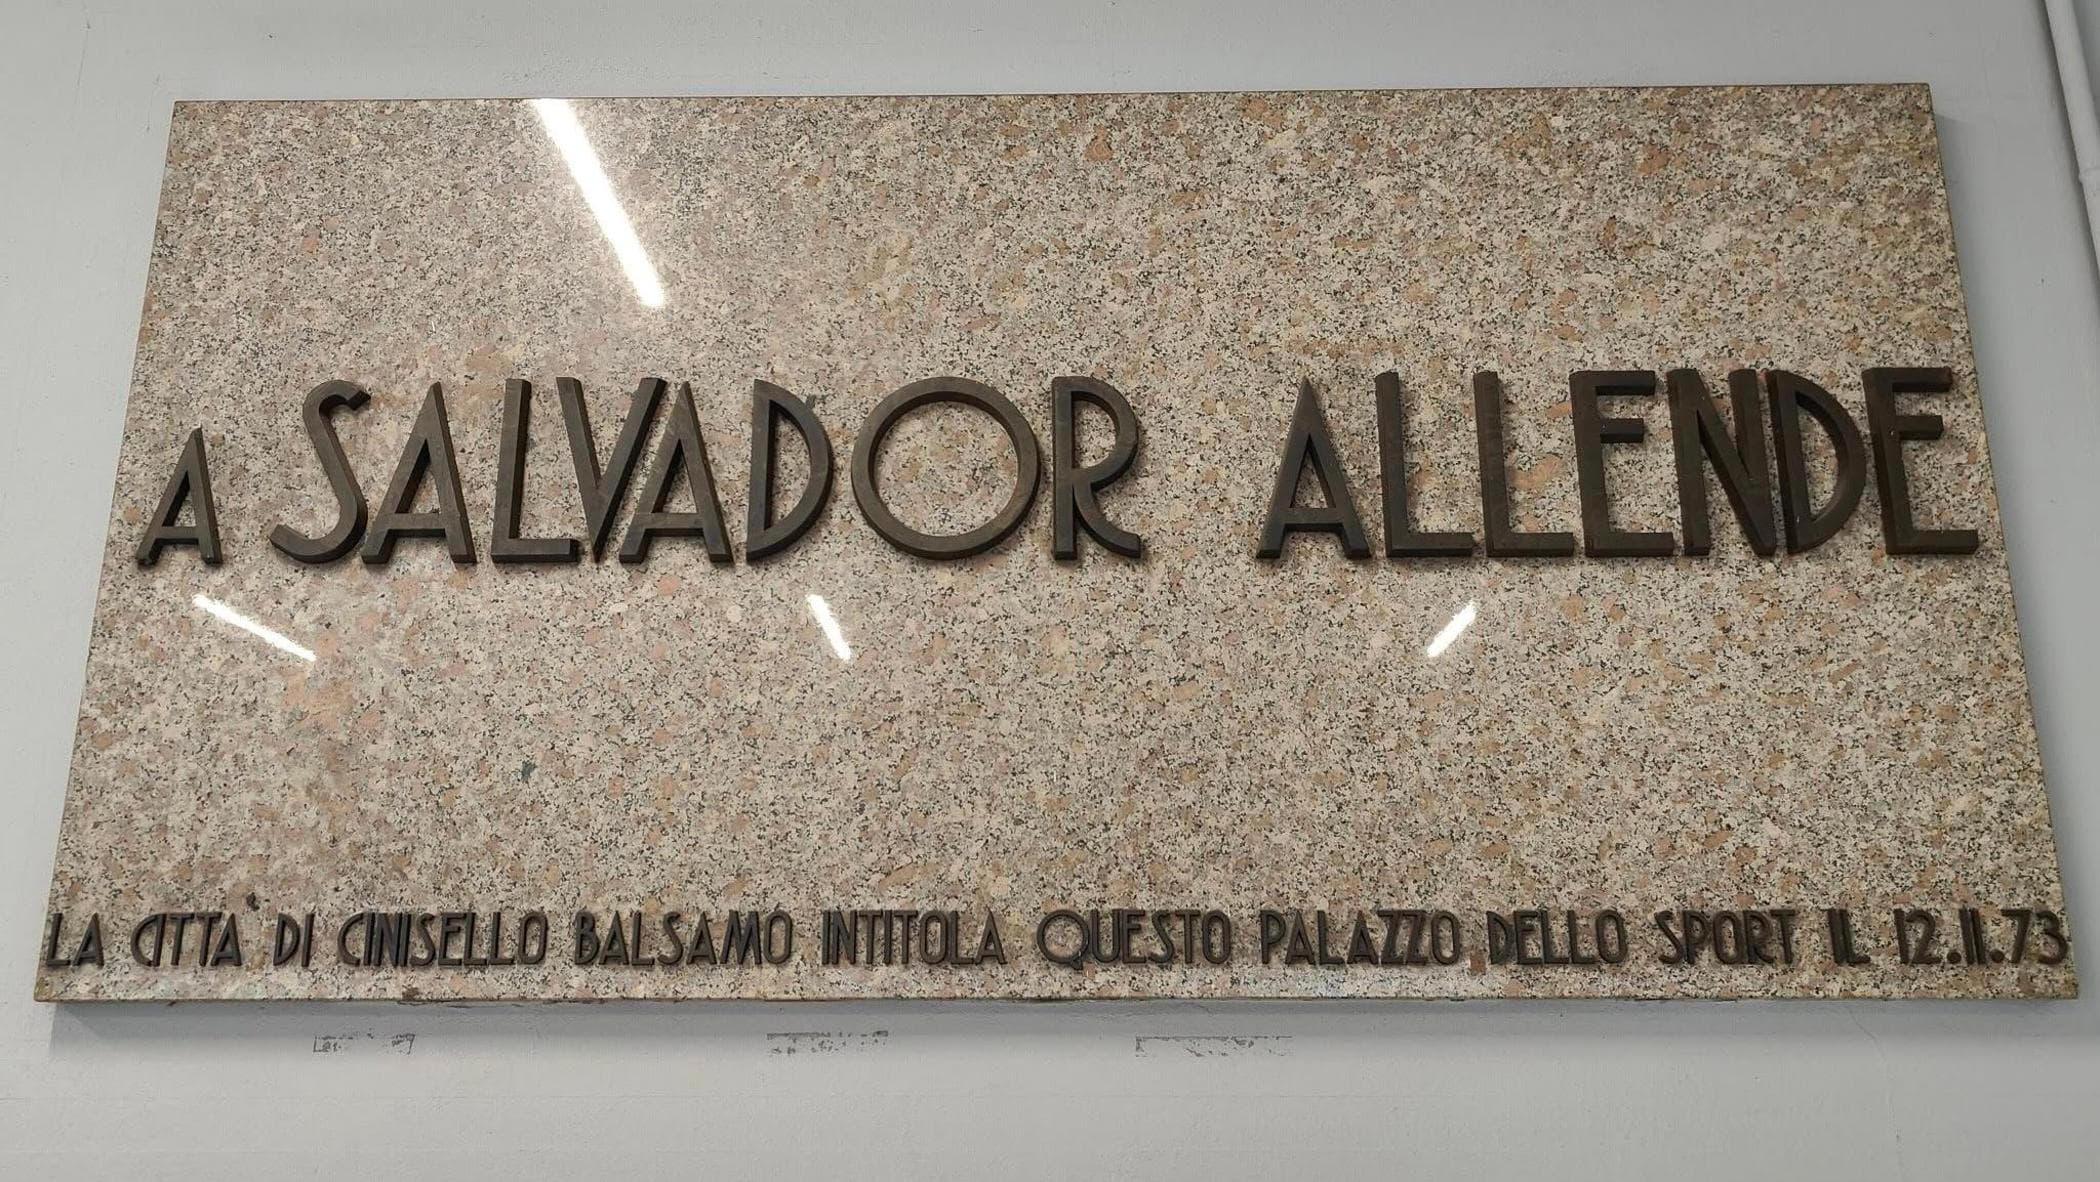 A SALVADOR ALLENDE
LA CITTA DI CINISELLO BALSAMO INTITOLA QUESTO PALAZZO DELLO SPORT IL 12.11.73